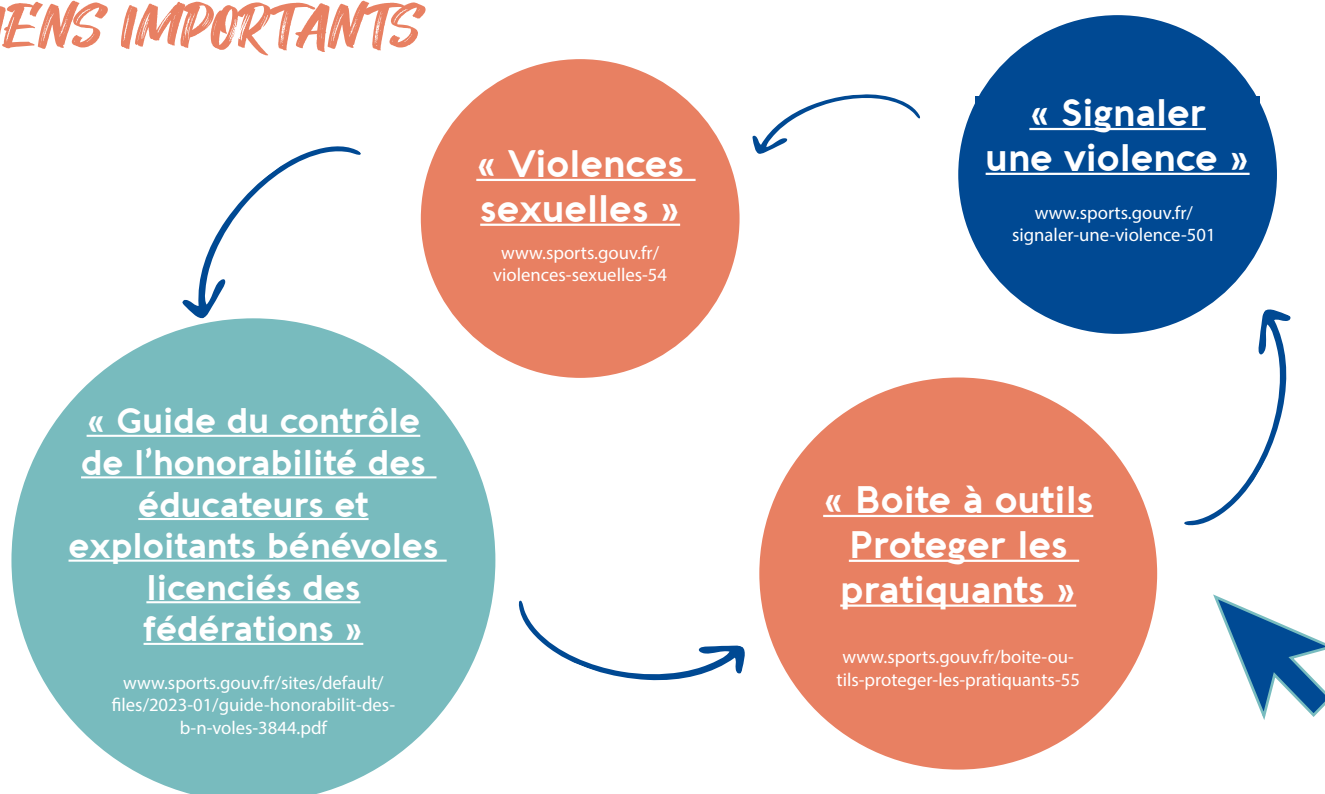 IENS IMPORTANTS
« Signaler
une violence »
www.sports.gouv.fr/
signaler-une-violence-501
« Violences
sexuelles »
www.sports.gouv.fr/
violences-sexuelles-54
« Guide du contrôle
de l'honorabilité des
éducateurs et
exploitants bénévoles
licenciés des
fédérations »
www.sports.gouv.fr/sites/default/
files/2023-01/guide-honorabilit-des-
b-n-voles-3844.pdf
« Boite à outils
Proteger les
pratiquants »
www.sports.gouv.fr/boite-ou-
tils-proteger-les-pratiquants-55